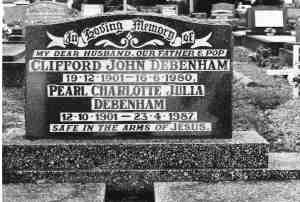 In Loving Memory of
MY DEAR HUSBAND, OUR FATHER & POP
CLIFFORD JOHN DEBENHAM
19·12·1901–16·6·1980.
PEARL CHARLOTTE JULIA
DEBENHAM
12·10·1901–23·4·1987.
SAFE IN THE ARMS OF JESUS.